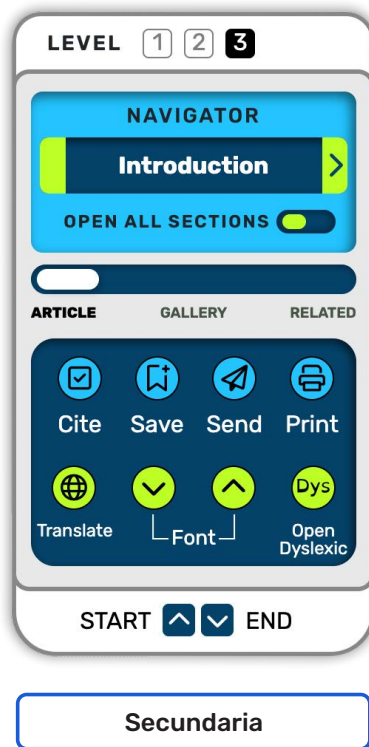 LEVEL 1 2 3
NAVIGATOR
Introduction
OPEN ALL SECTIONS
ARTICLE GALLERY RELATED
Cite Save Send Print
Dys
Translate Font Open
Dyslexic
START END
Secundaria